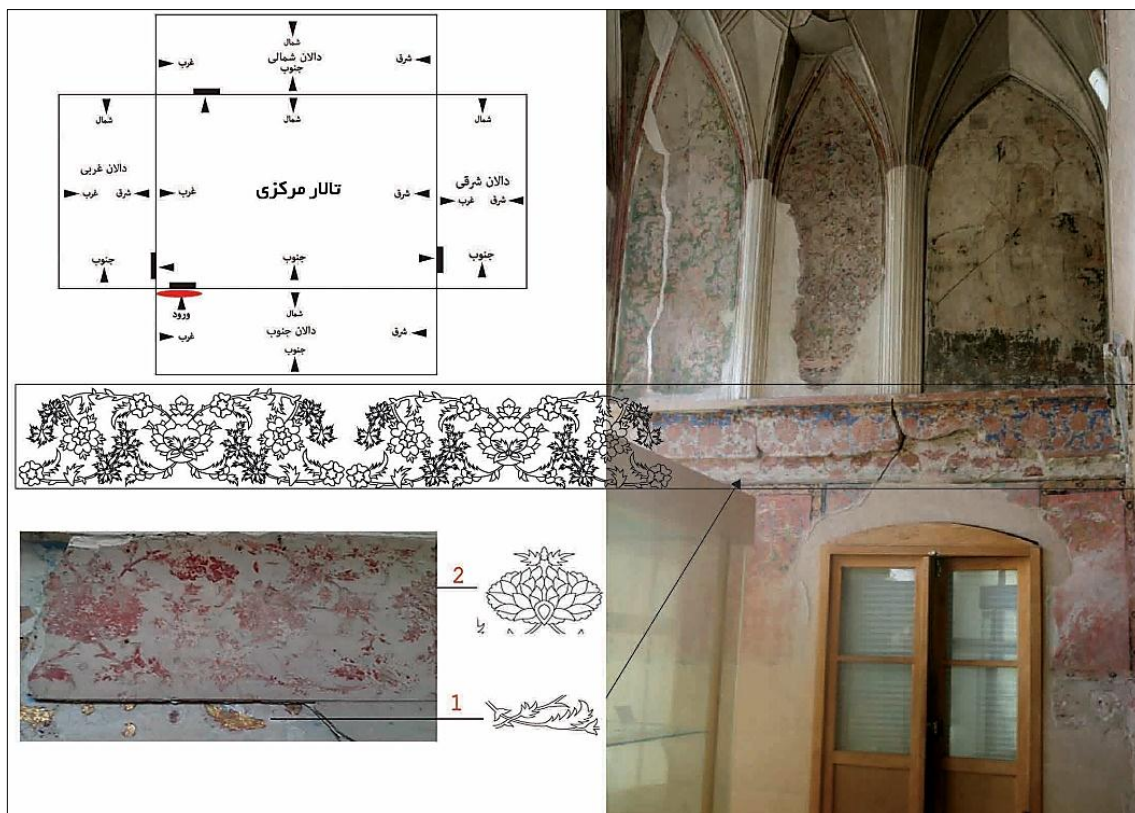 شمال
دالان شمالی
جنوب
غرب
شرق
شمال
شمال
شمال
دالان غربی
غرب
شرق
غرب
تالار مرکزی
شرق
دالان شرقی
غرب
شرق
جنوب
جنوب
جنوب
ورود
شمال
غرب
دالان جنوب
شرق
جنوب
2
1